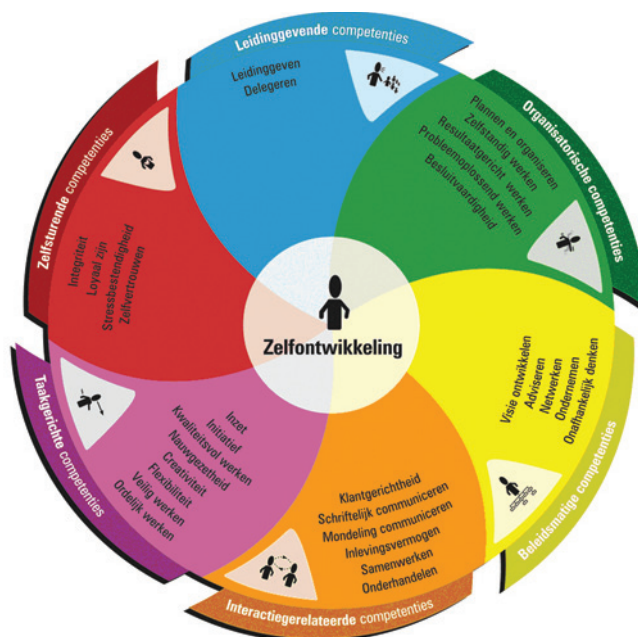 Leidinggevende competenties
Leidinggeven
Delegeren
Organisatorische competenties
Plannen en organiseren
Zelfstandig werken
Resultaatgericht werken
Probleemoplossend werken
Besluitvaardigheid
Beleidsmatige competenties
Visie ontwikkelen
Adviseren
Netwerken
Ondernemen
Onafhankelijk denken
Interactiegerelateerde competenties
Klantgerichtheid
Schriftelijk communiceren
Mondeling communiceren
Inlevingsvermogen
Samenwerken
Onderhandelen
Taakgerichte competenties
Inzet
Initiatief
Kwaliteitsvol werken
Nauwgezetheid
Creativiteit
Flexibiliteit
Veilig werken
Ordelijk werken
Zelfsturende competenties
Integriteit
Loyaal zijn
Stressbestendigheid
Zelfvertrouwen
Zelfontwikkeling